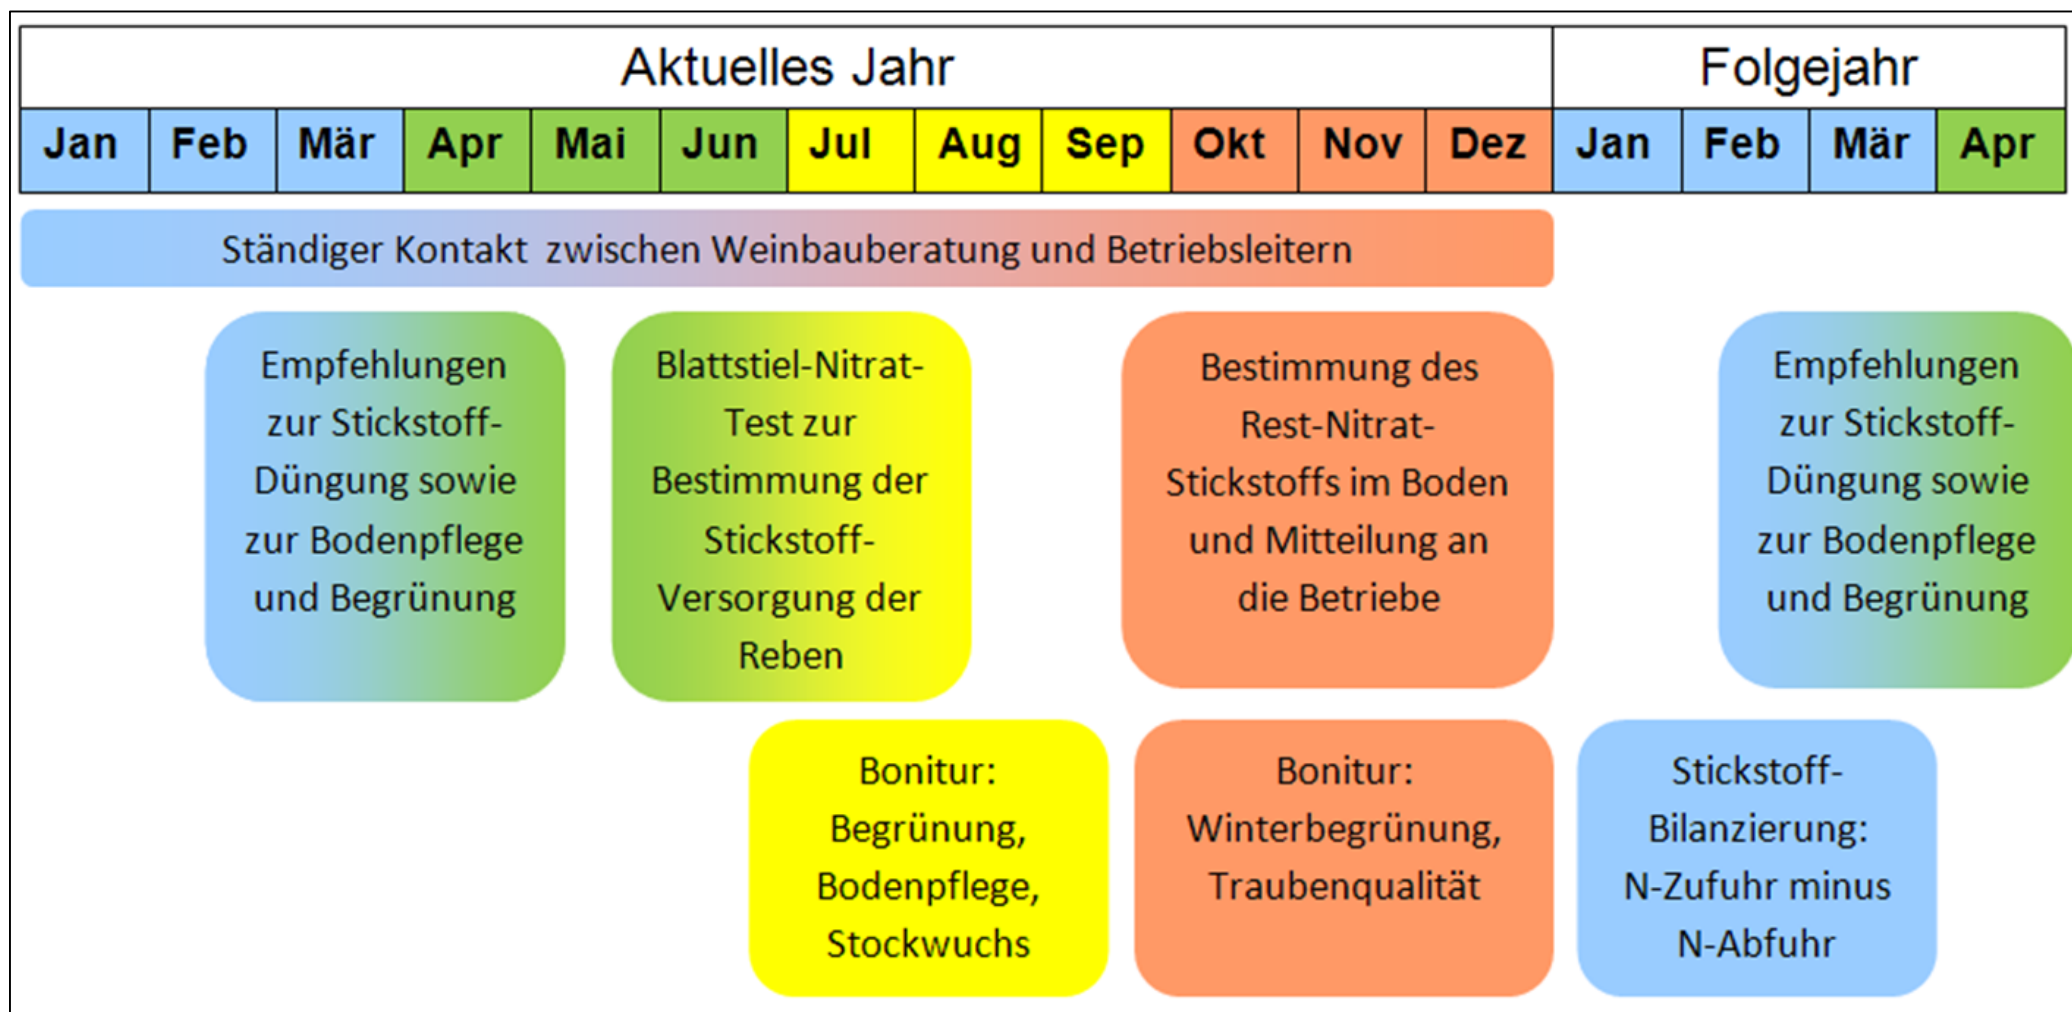 Aktuelles Jahr Folgejahr
Jan Feb Mär Apr Mai Jun Jul Aug Sep Okt Nov Dez Jan Feb Mär Apr
Ständiger Kontakt zwischen Weinbauberatung und Betriebsleitern
Empfehlungen
zur Stickstoff-
Düngung sowie
zur Bodenpflege
und Begrünung
Blattstiel-Nitrat-
Test zur
Bestimmung der
Stickstoff-
Versorgung der
Reben
Bestimmung des
Rest-Nitrat-
Stickstoffs im Boden
und Mitteilung an
die Betriebe
Empfehlungen
zur Stickstoff-
Düngung sowie
zur Bodenpflege
und Begrünung
Bonitur:
Begrünung,
Bodenpflege,
Stockwuchs
Bonitur:
Winterbegrünung,
Traubenqualität
Stickstoff-
Bilanzierung:
N-Zufuhr minus
N-Abfuhr